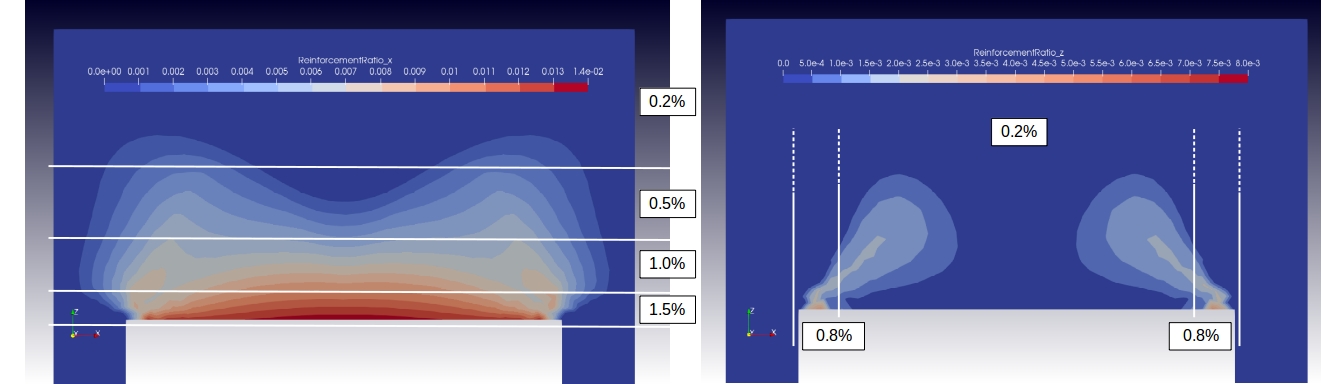 ReinforcementRatio_x
0.0e+00 0.001 0.002 0.003 0.004 0.005 0.006 0.007 0.008 0.009 0.01 0.011 0.012 0.013 1.4e-02
0.2%
0.5%
1.0%
1.5%
Z
Y
X
ReinforcementRatio_z
0.0 5.0e-4 1.0e-3 1.5e-3 2.0e-3 2.5e-3 3.0e-3 3.5e-3 4.0e-3 4.5e-3 5.0e-3 5.5e-3 6.0e-3 6.5e-3 7.0e-3 7.5e-3 8.0e-3
0.2%
Z
Y
X
0.8%
0.8%